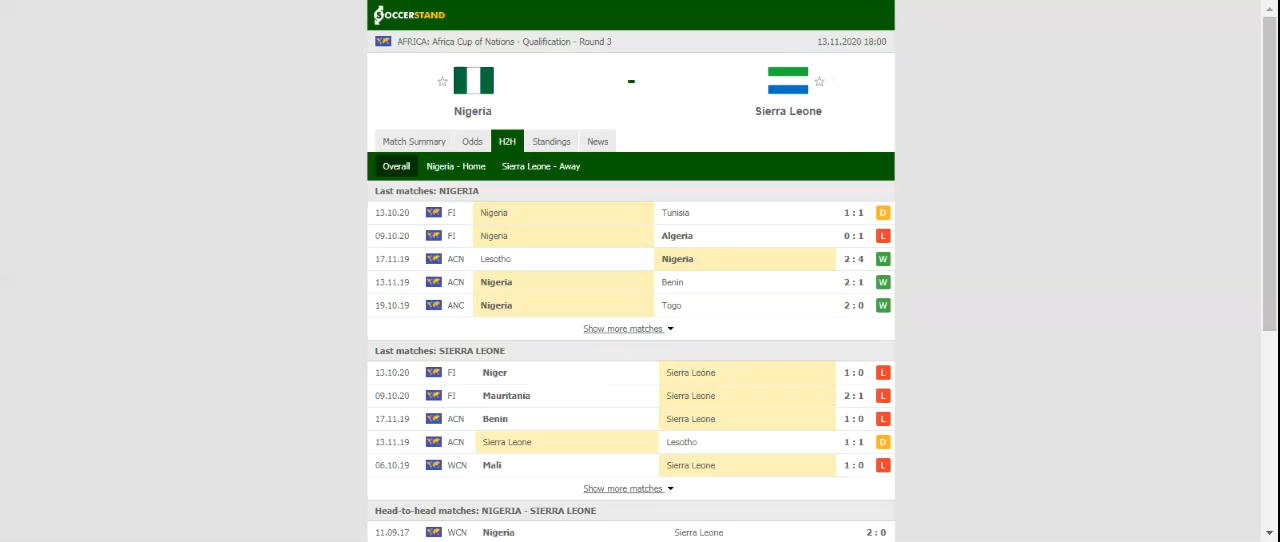 SOCCERSTAND
AFRICA: Africa Cup of Nations - Qualification - Round 3 13.11.2020 18:00
-
Nigeria Sierra Leone
Match Summary Odds H2H Standings News
Overall Nigeria - Home Sierra Leone - Away
Last matches: NIGERIA
13.10.20 FI Nigeria Tunisia 1 : 1 D
09.10.20 FI Nigeria Algeria 0 : 1 L
17.11.19 ACN Lesotho Nigeria 2 : 4 W
13.11.19 ACN Nigeria Benin 2 : 1 W
19.10.19 ANC Nigeria Togo 2 : 0 W
Show more matches
Last matches: SIERRA LEONE
13.10.20 FI Niger Sierra Leone 1 : 0 L
09.10.20 FI Mauritania Sierra Leone 2 : 1 L
17.11.19 ACN Benin Sierra Leone 1 : 0 L
13.11.19 ACN Sierra Leone Lesotho 1 : 1 D
06.10.19 WCN Mali Sierra Leone 1 : 0 L
Show more matches
Head-to-head matches: NIGERIA - SIERRA LEONE
11.09.17 WCN Nigeria Sierra Leone 2 : 0